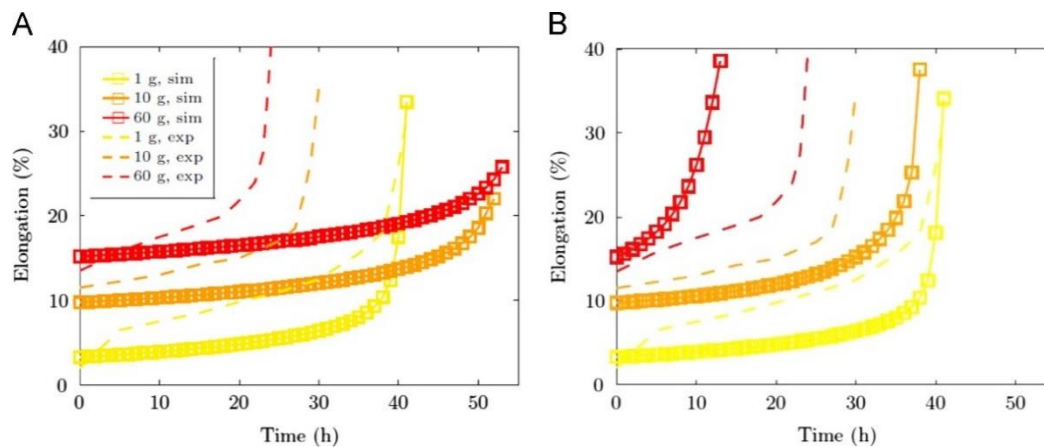 A
B
40
30
20
10
0
Elongation (%)
1 g, sim
10 g, sim
60 g, sim
1 g, exp
10 g, exp
60 g, exp
0 10 20 30 40 50
Time (h)
40
30
20
10
0
Elongation (%)
0 10 20 30 40 50
Time (h)